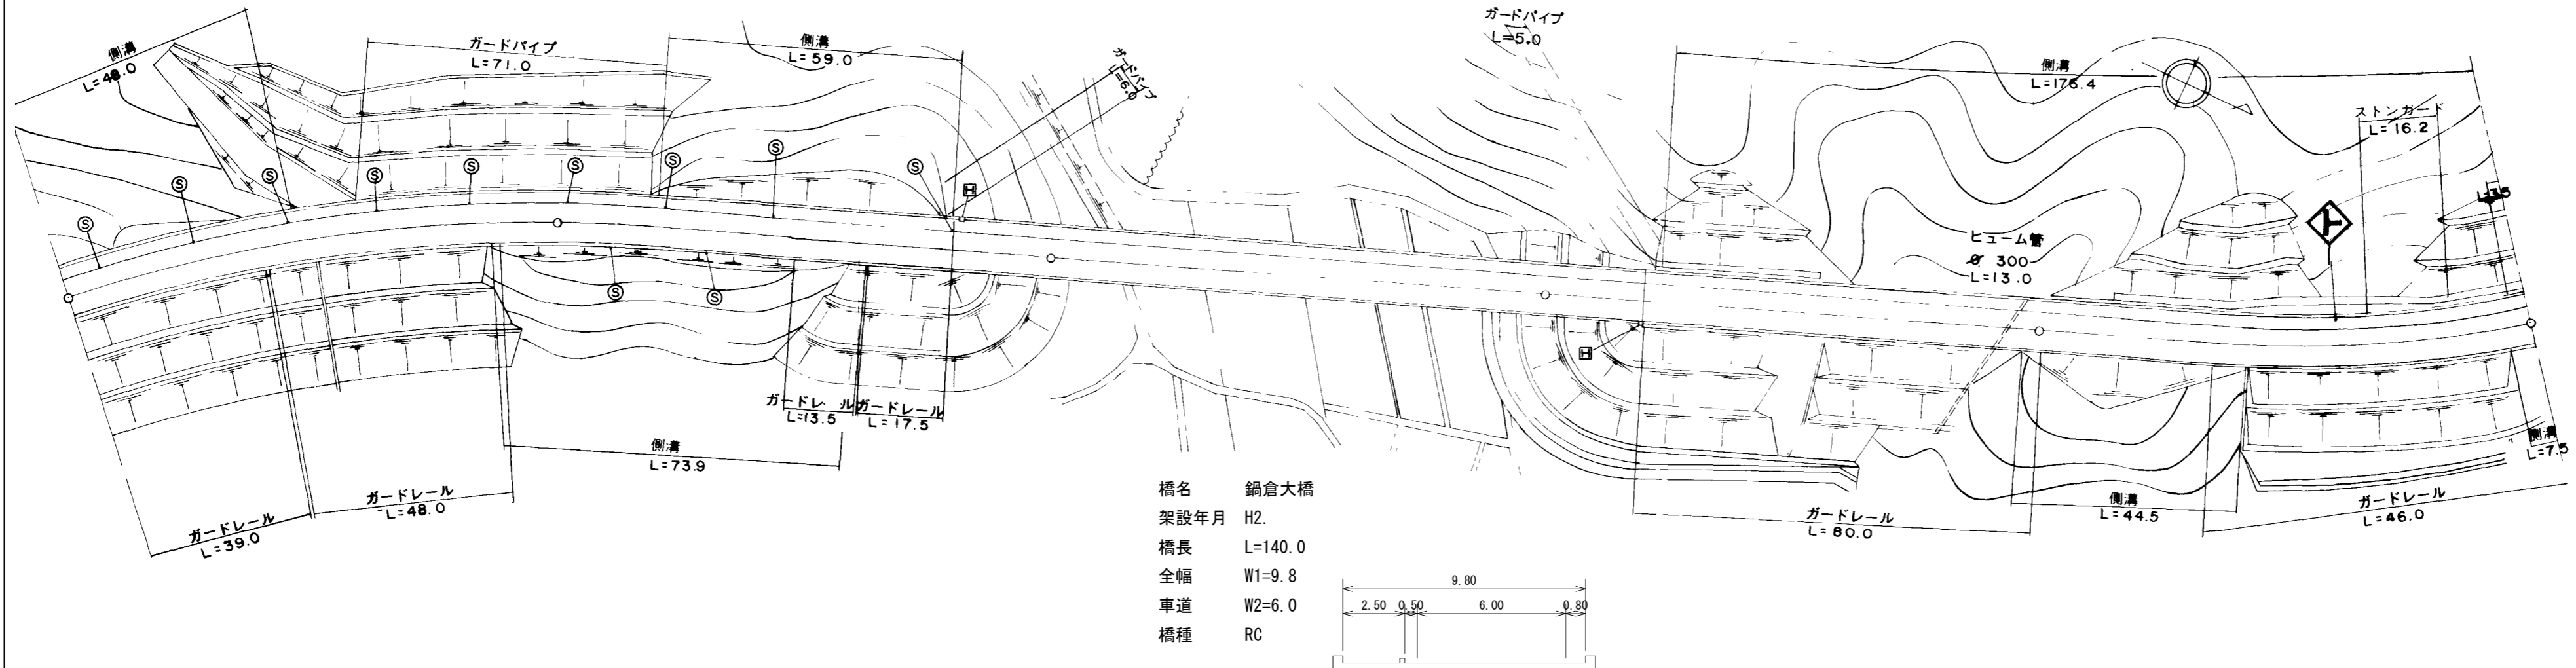 側溝
L=48.0
ガードパイプ
L=71.0
側溝
L=59.0
ガードパイプ
L=6.0
ガードパイプ
L=5.0
側溝
L=176.4
ストンガード
L=16.2
L=3.5
S
S
S
S
S
S
S
S
S
H
ヒューム管
ø 300
L=13.0
S
S
H
ガードレール
L=13.5
ガードレール
L=17.5
側溝
L=73.9
ガードレール
L=48.0
ガードレール
L=39.0
側溝
L=7.5
ガードレール
L=46.0
側溝
L=44.5
ガードレール
L=80.0
橋名 鍋倉大橋
架設年月 H2.
橋長 L=140.0
全幅 W1=9.8
車道 W2=6.0
橋種 RC
9.80
2.50 0.50 6.00 0.80